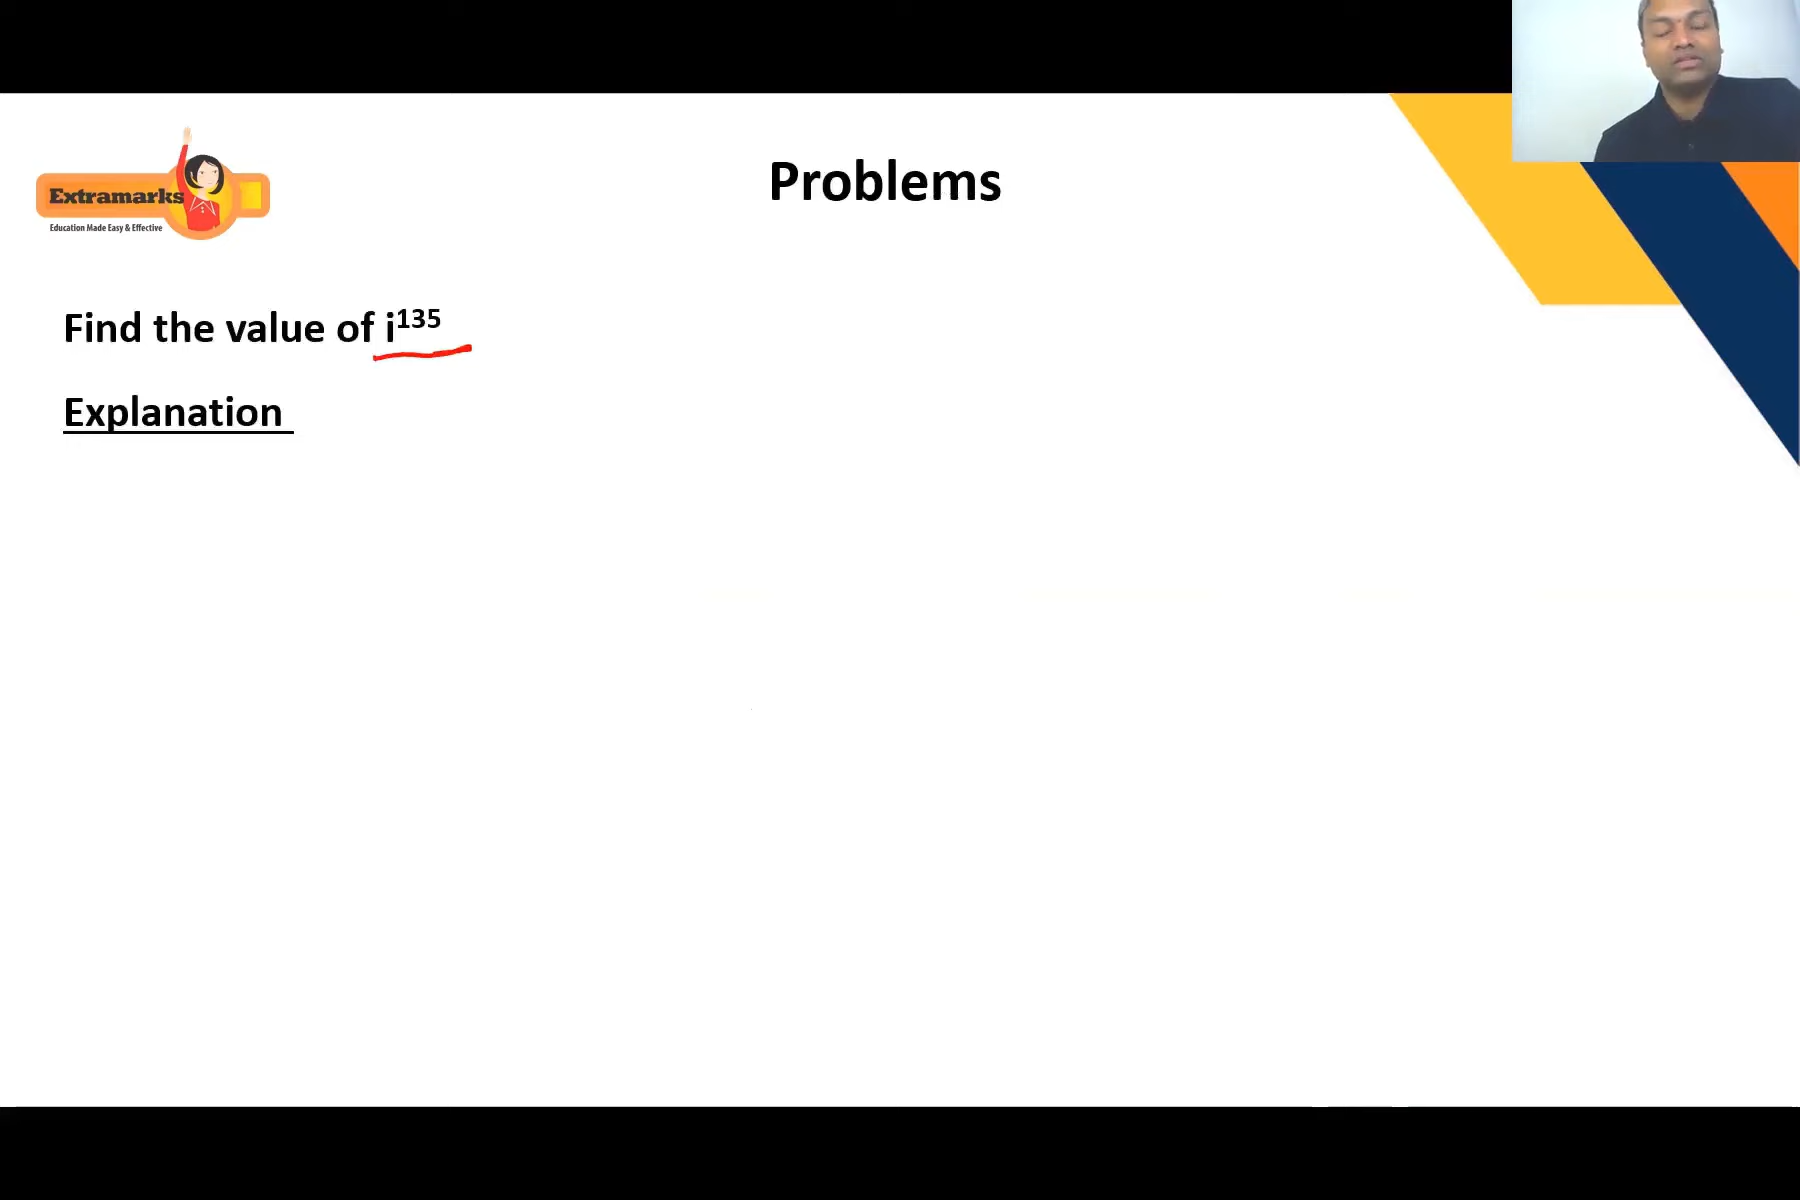 Problems
Extramarks
Education Made Easy & Effective
Find the value of i¹³⁵
Explanation